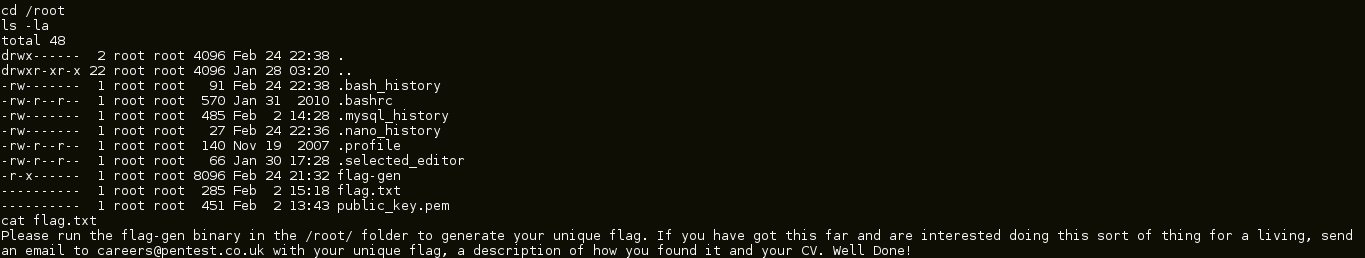 cd /root
ls -la
total 48
drwx------  2 root root 4096 Feb 24 22:38 .
drwxr-xr-x 22 root root 4096 Jan 28 03:20 ..
-rw-------  1 root root   91 Feb 24 22:38 .bash_history
-rw-r--r--  1 root root  570 Jan 31  2010 .bashrc
-rw-------  1 root root  485 Feb  2 14:28 .mysql_history
-rw-------  1 root root   27 Feb 24 22:36 .nano_history
-rw-r--r--  1 root root  140 Nov 19  2007 .profile
-rw-r--r--  1 root root   66 Jan 30 17:28 .selected_editor
-r-x------  1 root root 8096 Feb 24 21:32 flag-gen
----------  1 root root  285 Feb  2 15:18 flag.txt
----------  1 root root  451 Feb  2 13:43 public_key.pem
cat flag.txt
Please run the flag-gen binary in the /root/ folder to generate your unique flag. If you have got this far and are interested doing this sort of thing for a living, send
an email to careers@pentest.co.uk with your unique flag, a description of how you found it and your CV. Well Done!